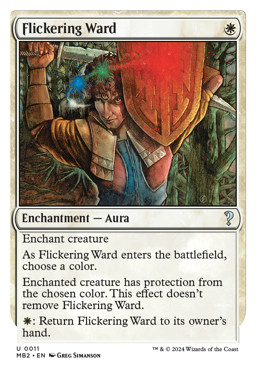 Flickering Ward
Enchantment — Aura
Enchant creature
As Flickering Ward enters the battlefield,
choose a color.
Enchanted creature has protection from
the chosen color. This effect doesn't
remove Flickering Ward.
: Return Flickering Ward to its owner's
hand.
U 0011
MB2 • EN Greg Simanson
™ & © 2024 Wizards of the Coast